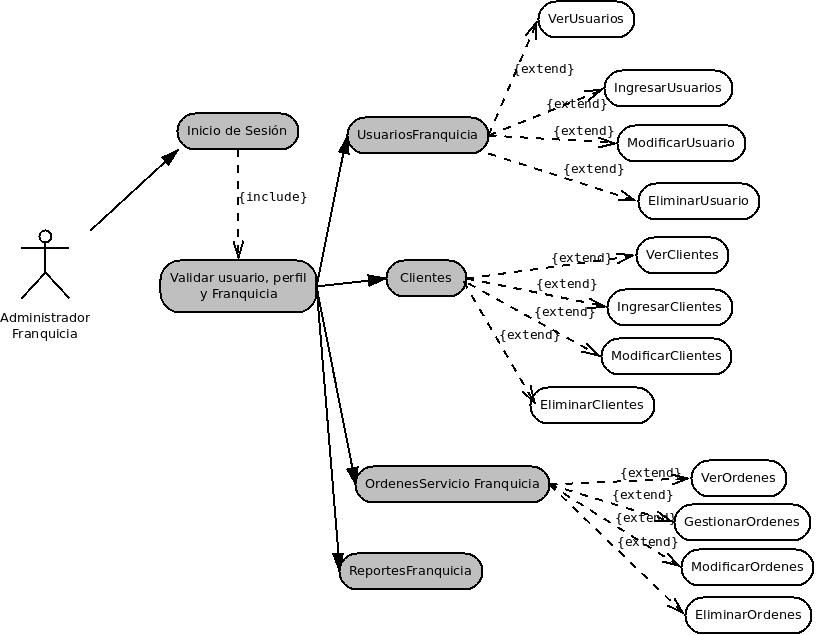 VerUsuarios
{extend}
IngresarUsuarios
{extend}
Inicio de Sesión
UsuariosFranquicia
{extend}
ModificarUsuario
{extend}
EliminarUsuario
{include}
Administrador
Franquicia
Validar usuario, perfil
y Franquicia
Clientes
{extend}
VerClientes
{extend}
IngresarClientes
{extend}
ModificarClientes
{extend}
EliminarClientes
OrdenesServicio Franquicia
{extend}
VerOrdenes
{extend}
GestionarOrdenes
{extend}
ModificarOrdenes
{extend}
EliminarOrdenes
ReportesFranquicia